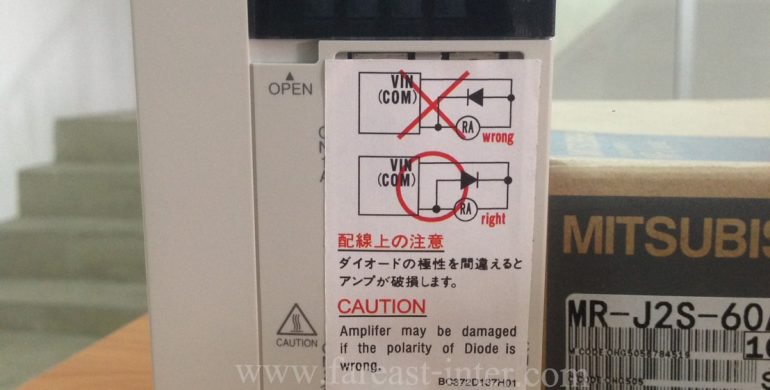 OPEN
VIN
(COM)
RA
wrong
VIN
(COM)
RA
right
配線上の注意
ダイオードの極性を間違えると
アンプが破損します。
CAUTION
Amplifer may be damaged
if the polarity of Diode is
wrong.
BC372D137H01
CAUTION
MITSUBIS
MR-J2S-60A
www.fareast-inter.com